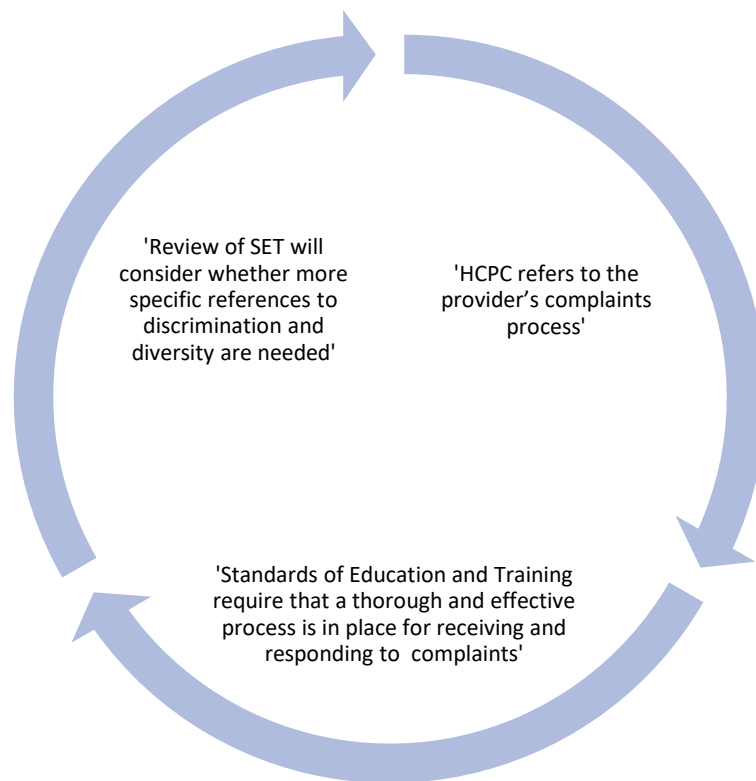 'Review of SET will
consider whether more
specific references to
discrimination and
diversity are needed'
'HCPC refers to the
provider’s complaints
process'
'Standards of Education and Training
require that a thorough and effective
process is in place for receiving and
responding to  complaints'